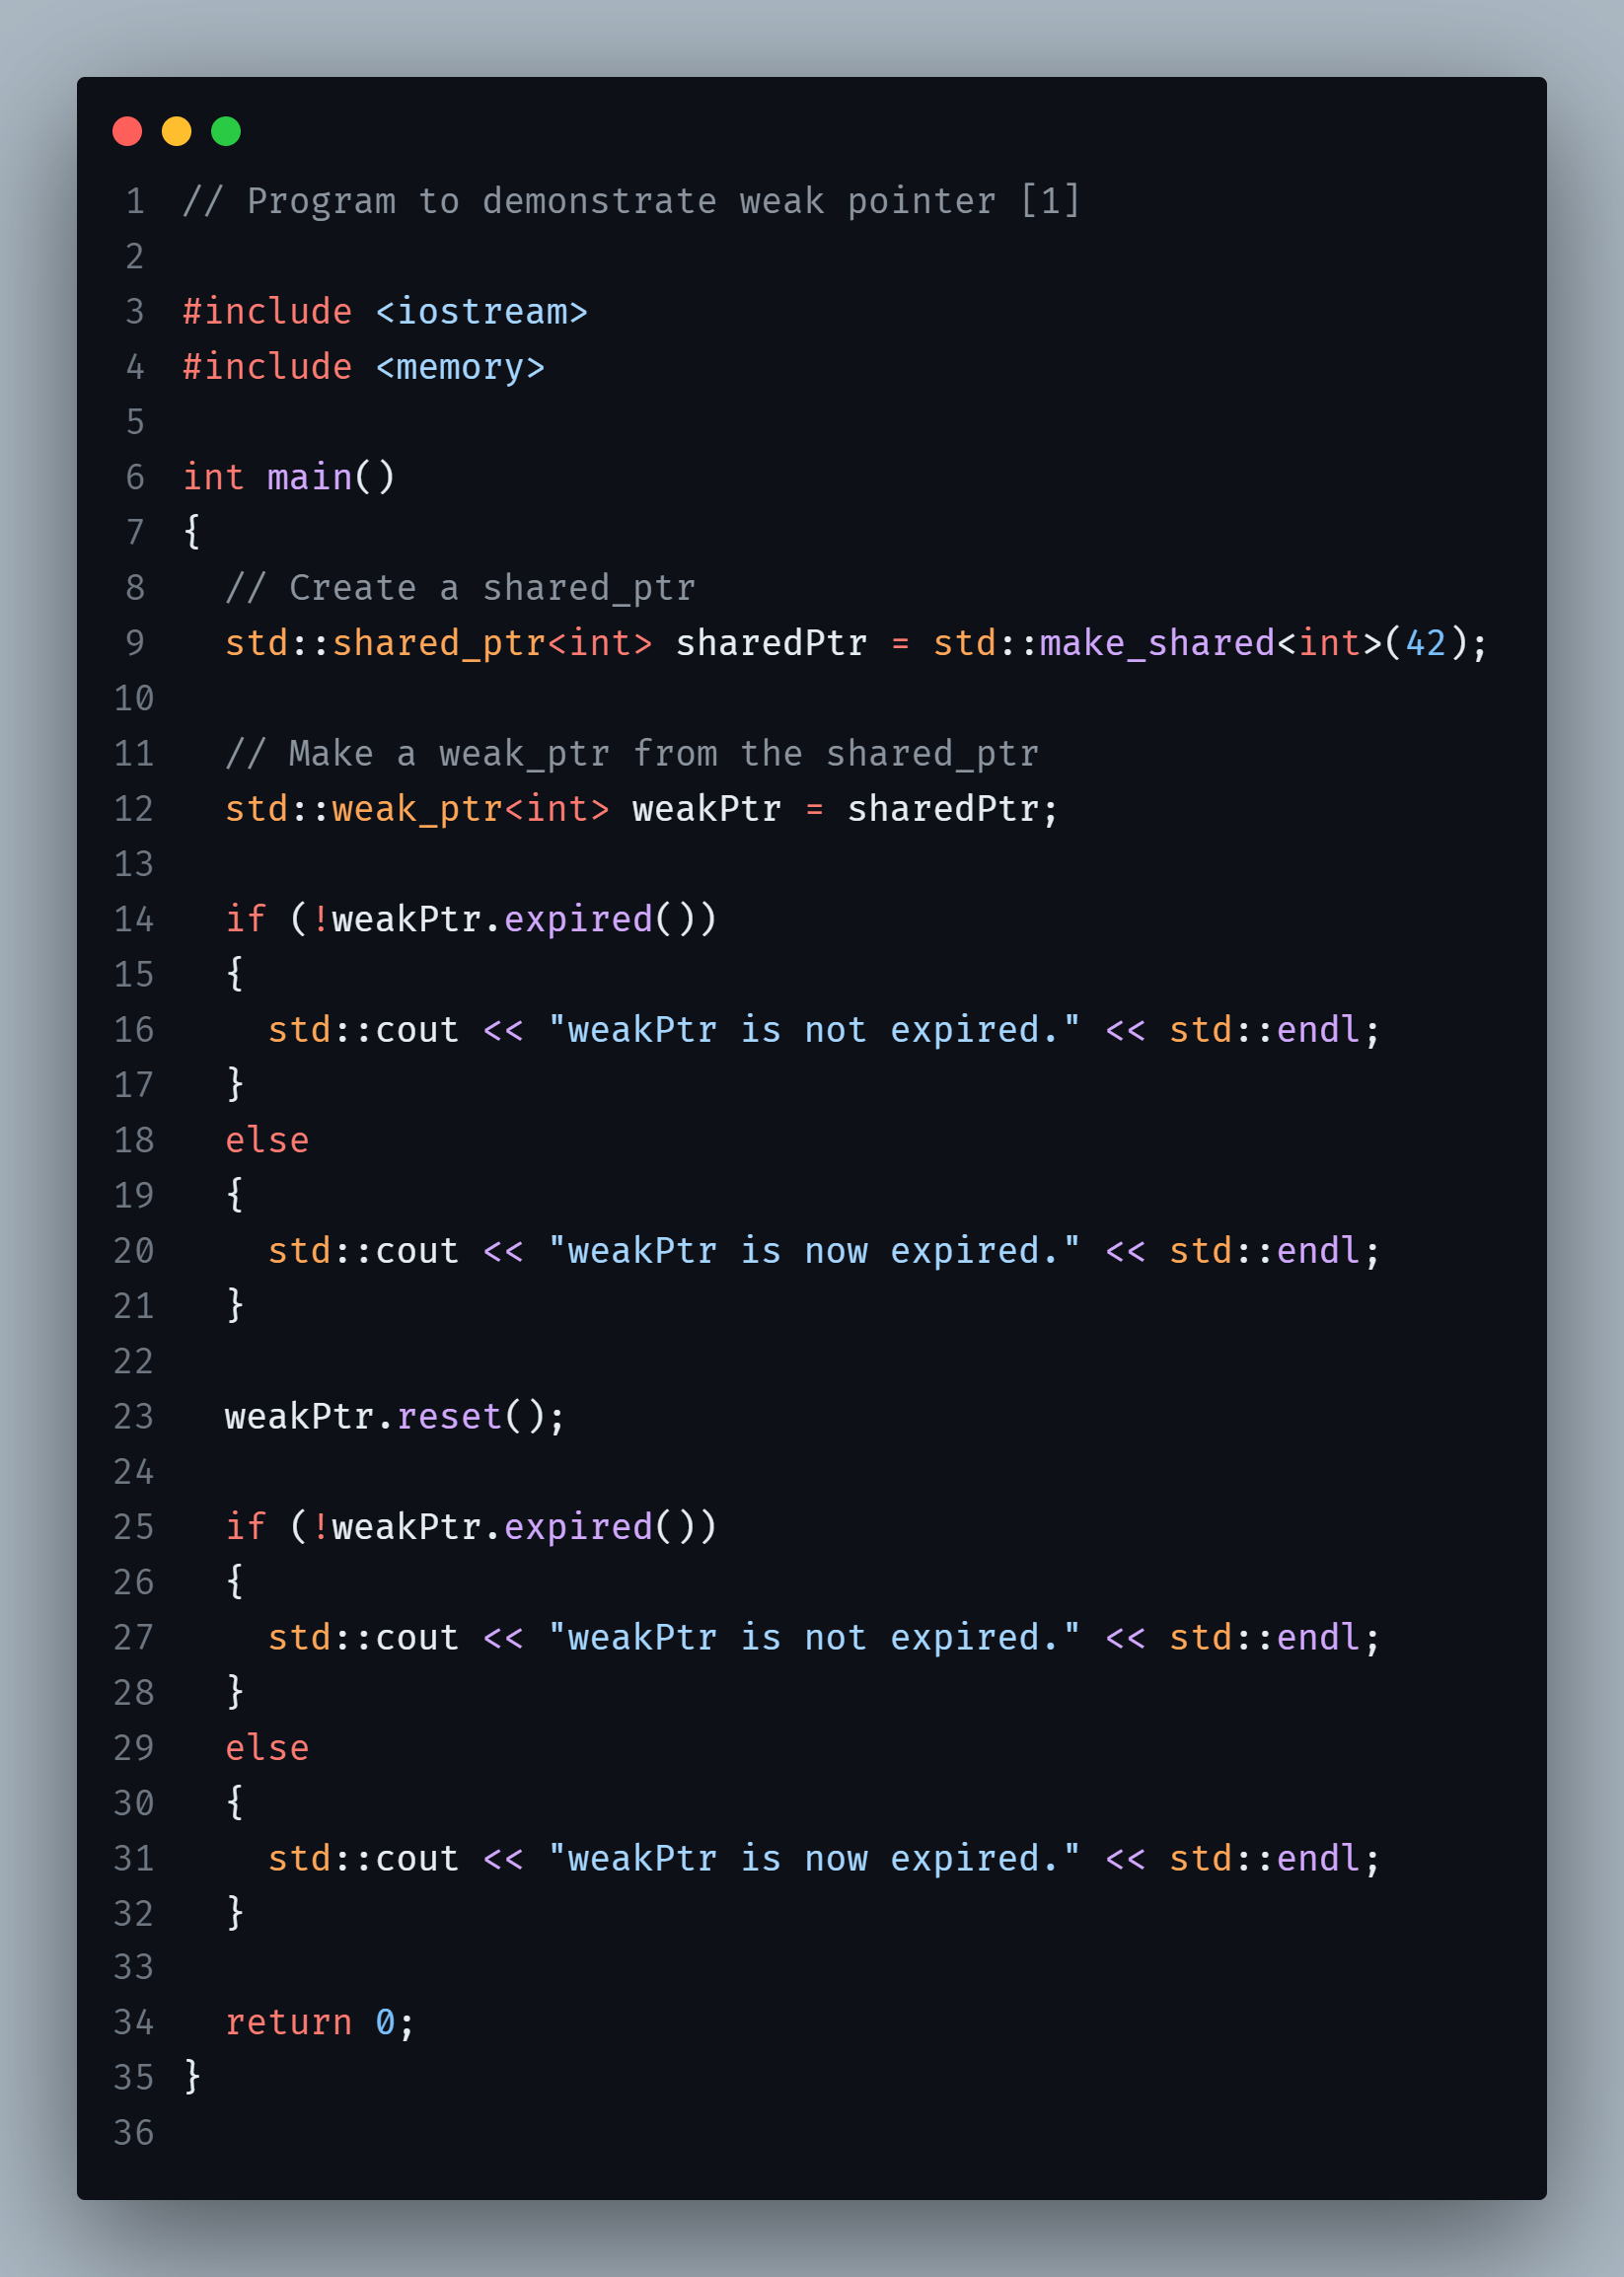 1 // Program to demonstrate weak pointer [1]
2
3 #include <iostream>
4 #include <memory>
5
6 int main()
7 {
8   // Create a shared_ptr
9   std::shared_ptr<int> sharedPtr = std::make_shared<int>(42);
10
11   // Make a weak_ptr from the shared_ptr
12   std::weak_ptr<int> weakPtr = sharedPtr;
13
14   if (!weakPtr.expired())
15   {
16     std::cout << "weakPtr is not expired." << std::endl;
17   }
18   else
19   {
20     std::cout << "weakPtr is now expired." << std::endl;
21   }
22
23   weakPtr.reset();
24
25   if (!weakPtr.expired())
26   {
27     std::cout << "weakPtr is not expired." << std::endl;
28   }
29   else
30   {
31     std::cout << "weakPtr is now expired." << std::endl;
32   }
33
34   return 0;
35 }
36